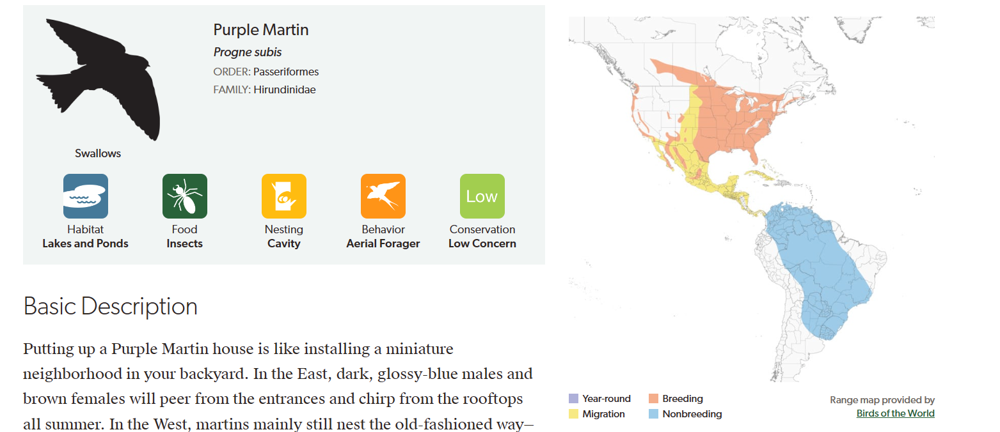 Purple Martin
Progne subis
ORDER: Passeriformes
FAMILY: Hirundinidae
Swallows
Low
Habitat
Lakes and Ponds
Food
Insects
Nesting
Cavity
Behavior
Aerial Forager
Conservation
Low Concern
Basic Description
Putting up a Purple Martin house is like installing a miniature
neighborhood in your backyard. In the East, dark, glossy-blue males and
brown females will peer from the entrances and chirp from the rooftops
all summer. In the West, martins mainly still nest the old-fashioned way—
Year-round
Breeding
Migration
Nonbreeding
Range map provided by
Birds of the World